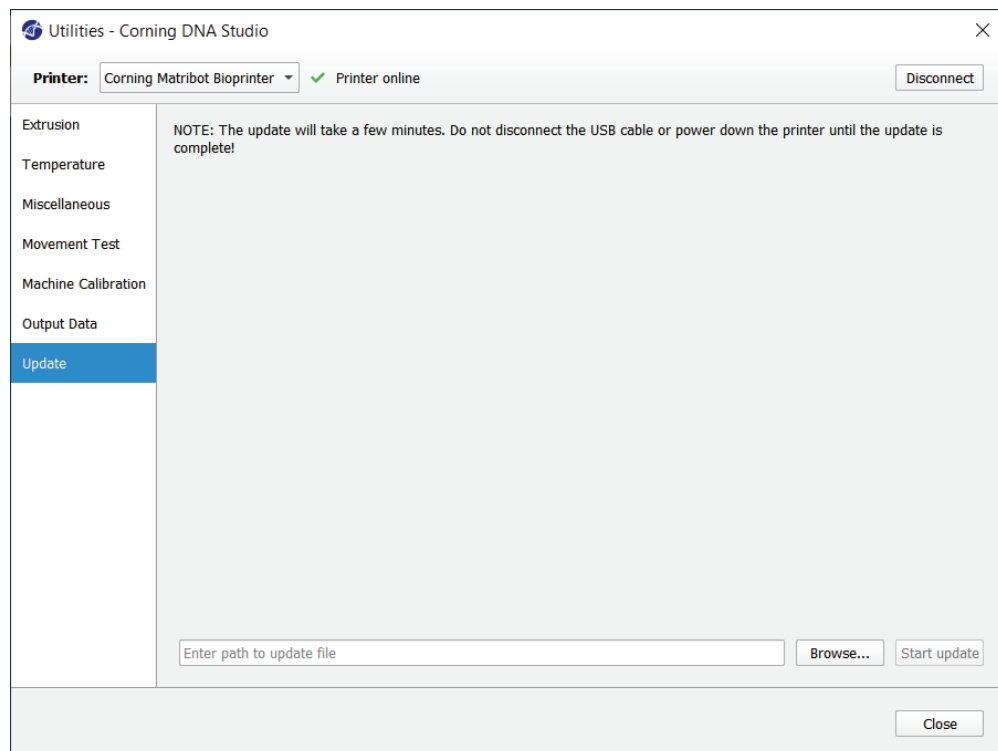 Utilities - Corning DNA Studio
Printer: Corning Matribot Bioprinter Printer online Disconnect
Extrusion
Temperature
Miscellaneous
Movement Test
Machine Calibration
Output Data
Update
NOTE: The update will take a few minutes. Do not disconnect the USB cable or power down the printer until the update is
complete!
Enter path to update file Browse... Start update
Close